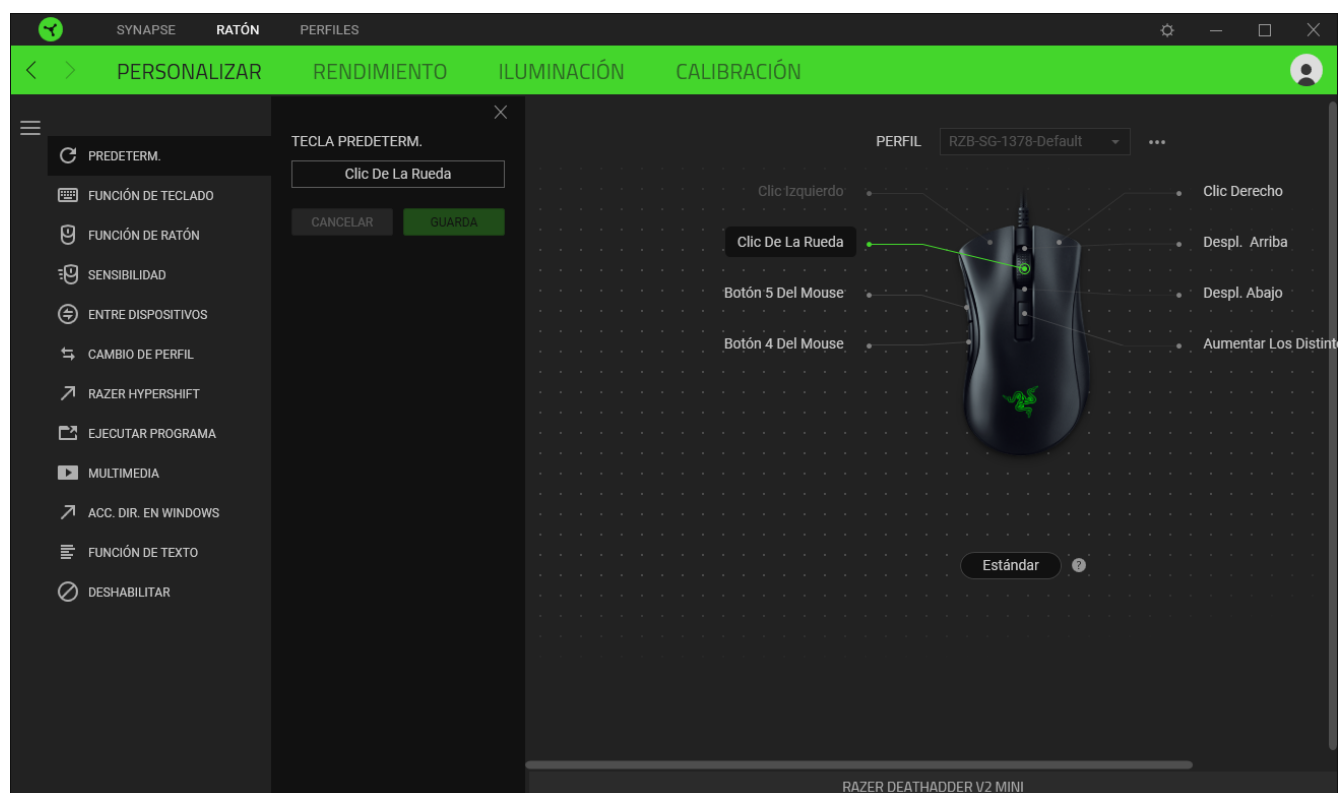 SYNAPSE RATÓN PERFILES
PERSONALIZAR RENDIMIENTO ILUMINACIÓN CALIBRACIÓN
PREDETERM.
FUNCIÓN DE TECLADO
FUNCIÓN DE RATÓN
SENSIBILIDAD
ENTRE DISPOSITIVOS
CAMBIO DE PERFIL
RAZER HYPERSHIFT
EJECUTAR PROGRAMA
MULTIMEDIA
ACC. DIR. EN WINDOWS
FUNCIÓN DE TEXTO
DESHABILITAR
TECLA PREDETERM.
Clic De La Rueda
CANCELAR GUARDA
PERFIL RZB-SG-1378-Default
Clic Izquierdo Clic Derecho
Clic De La Rueda Despl. Arriba
Botón 5 Del Mouse Despl. Abajo
Botón 4 Del Mouse Aumentar Los Distint
Estándar ?
RAZER DEATHADDER V2 MINI